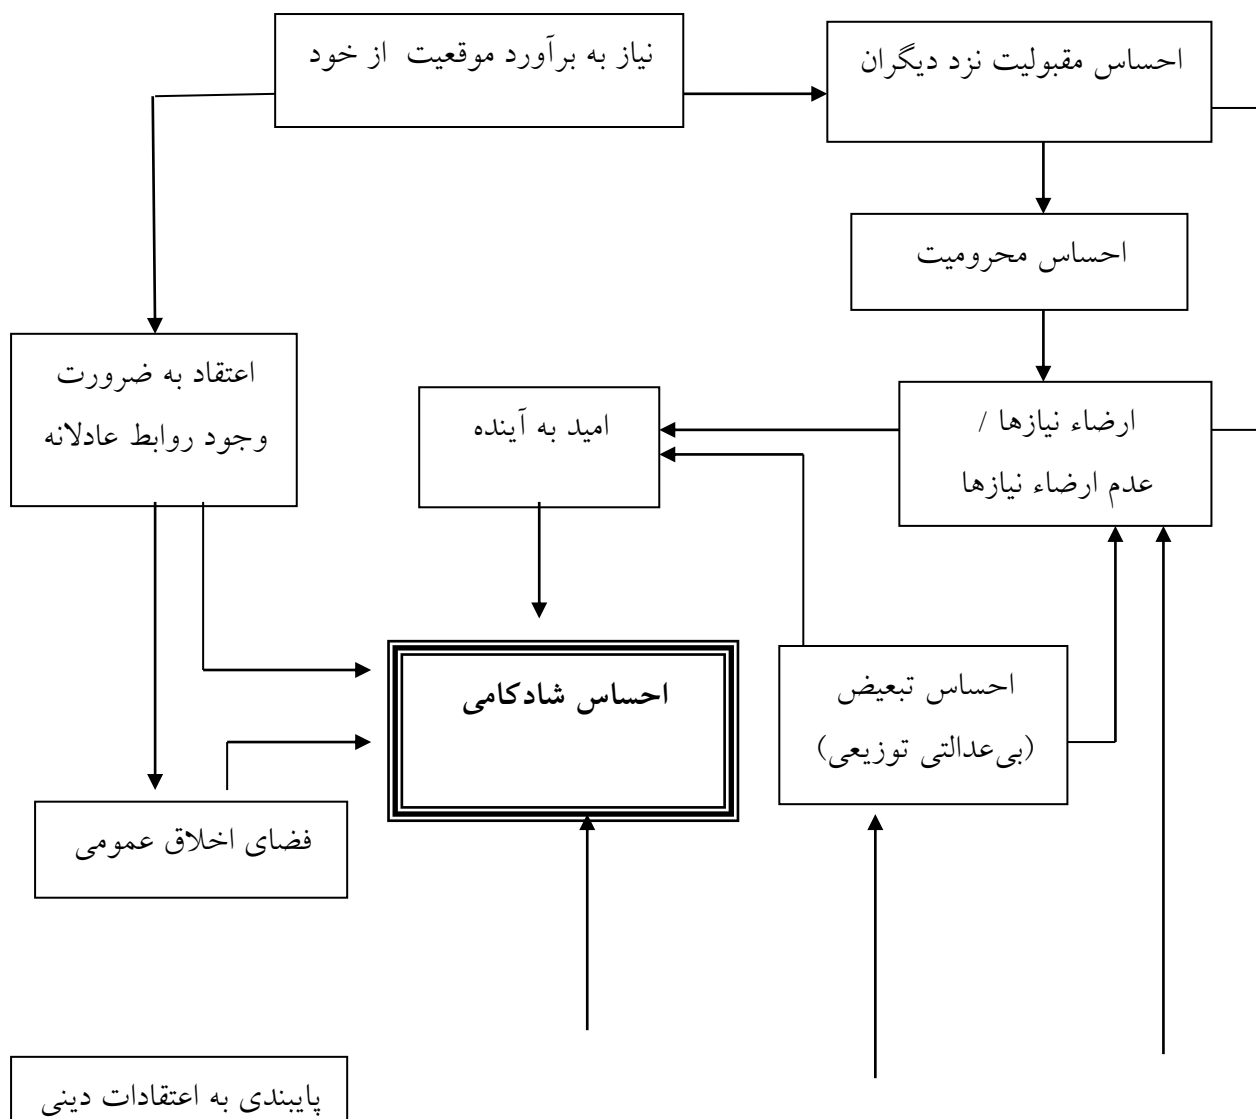 احساس مقبولیت نزد دیگران
نیاز به برآورد موقعیت از خود
احساس محرومیت
اعتقاد به ضرورت
وجود روابط عادلانه
امید به آینده
ارضاء نیازها /
عدم ارضاء نیازها
احساس شادکامی
احساس تبعیض
(بی‌عدالتی توزیعی)
فضای اخلاق عمومی
پایبندی به اعتقادات دینی